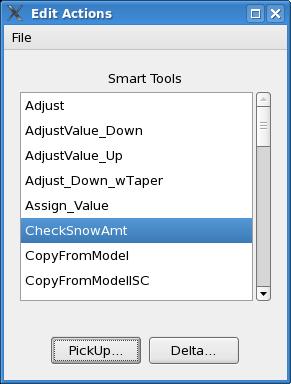 Edit Actions
File
Smart Tools
Adjust
AdjustValue_Down
AdjustValue_Up
Adjust_Down_wTaper
Assign_Value
CheckSnowAmt
CopyFromModel
CopyFromModelISC
PickUp...
Delta...